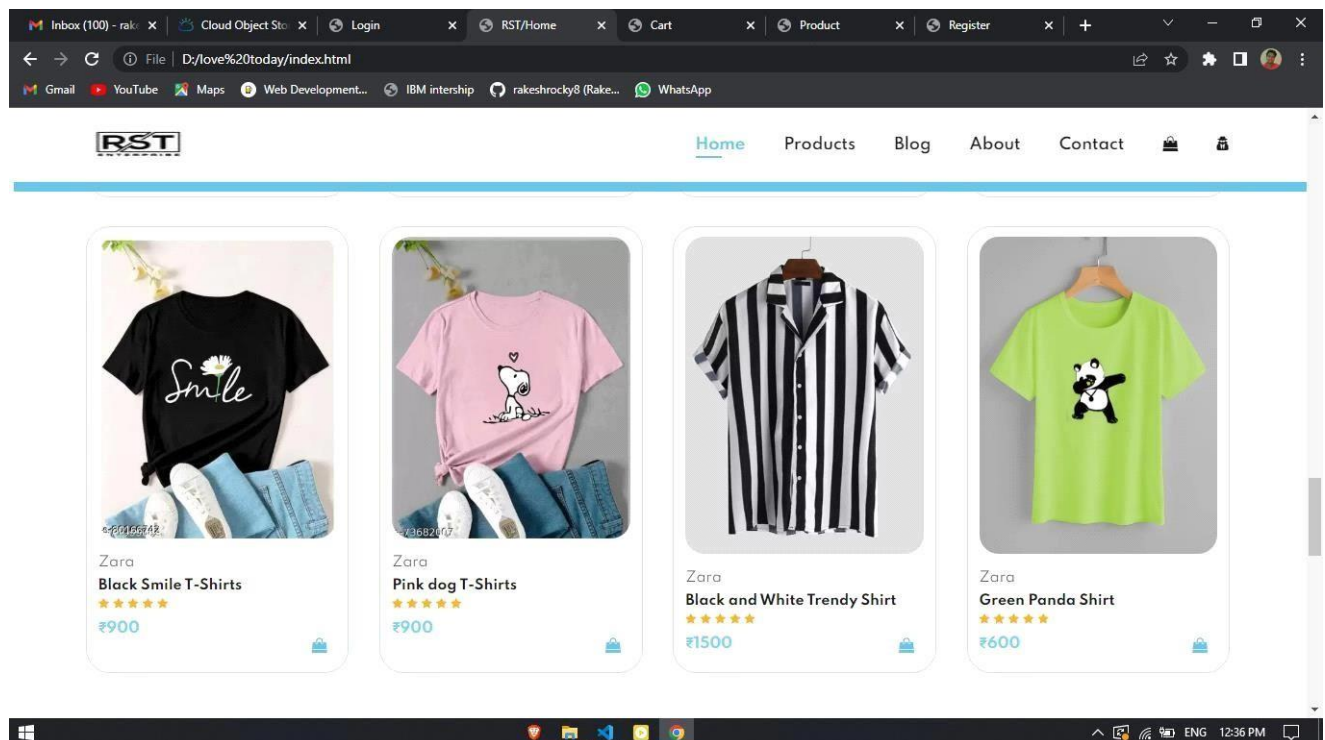 Inbox (100) - rak
Cloud Object Sto
Login
RST/Home
Cart
Product
Register
File
D:/love%20today/index.html
Gmail
YouTube
Maps
Web Development...
IBM intership
rakeshrocky8 (Rake...
WhatsApp
RST
ENTERPRISE
Home
Products
Blog
About
Contact
Smile
Zara
Black Smile T-Shirts
₹900
Zara
Pink dog T-Shirts
₹900
Zara
Black and White Trendy Shirt
₹1500
Zara
Green Panda Shirt
₹600
ENG
12:36 PM